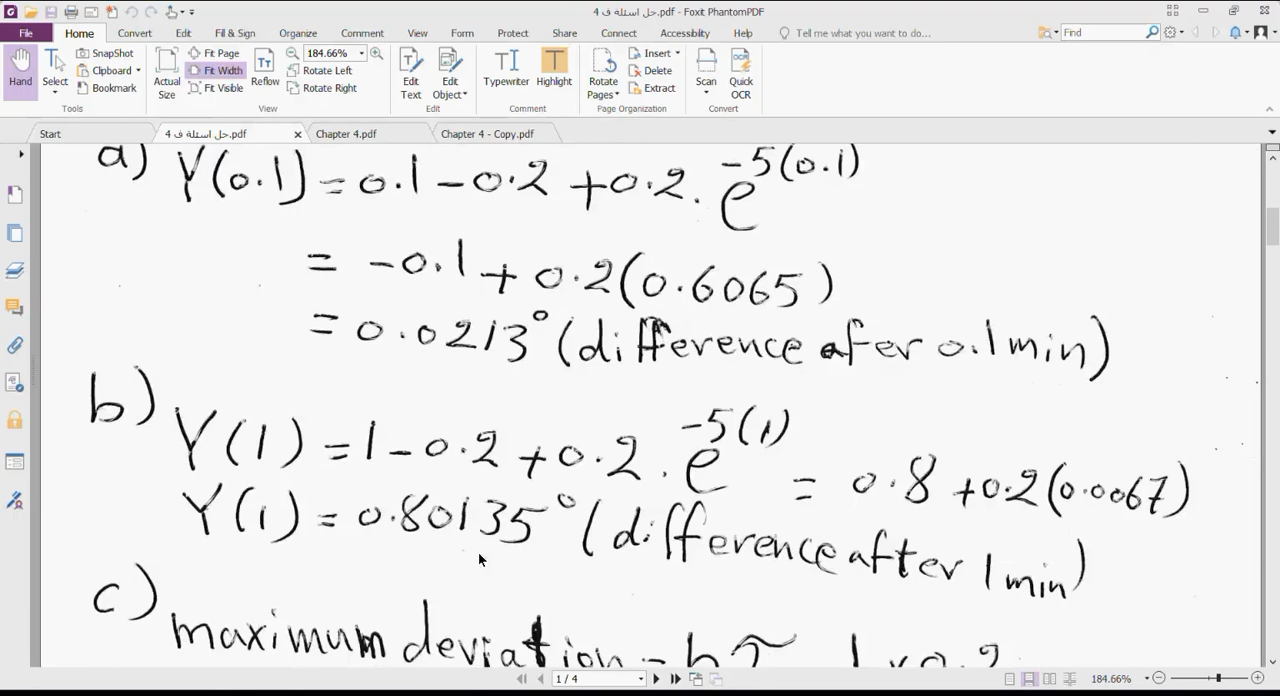 حل اسئلة ف 4.pdf - Foxit PhantomPDF
File Home Convert Edit Fill & Sign Organize Comment View Form Protect Share Connect Accessibility Help Tell me what you want to do... Find
Hand
Select
SnapShot
Clipboard
Bookmark
Tools
Actual Size
Fit Page
Fit Width
Fit Visible
Reflow
184.66%
Rotate Left
Rotate Right
View
Edit Text
Edit Object
Edit
Typewriter
Highlight
Comment
Rotate Pages
Insert
Delete
Extract
Page Organization
Scan
Quick OCR
Convert
Start
حل اسئلة ف 4.pdf
Chapter 4.pdf
Chapter 4 - Copy.pdf
a) Y(0.1) = 0.1 - 0.2 + 0.2 . e^-5(0.1)
= -0.1 + 0.2(0.6065)
= 0.0213° (difference after 0.1 min)
b) Y(1) = 1 - 0.2 + 0.2 . e^-5(1) = 0.8 + 0.2(0.0067)
Y(1) = 0.80135° (difference after 1 min)
c) maximum deviation = bτ
1 / 4
184.66%